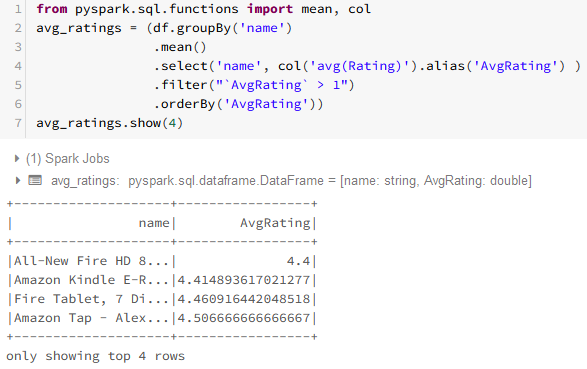 1 from pyspark.sql.functions import mean, col
2 avg_ratings = (df.groupBy('name')
3 .mean()
4 .select('name', col('avg(Rating)').alias('AvgRating') )
5 .filter("`AvgRating` > 1")
6 .orderBy('AvgRating'))
7 avg_ratings.show(4)
(1) Spark Jobs
avg_ratings: pyspark.sql.dataframe.DataFrame = [name: string, AvgRating: double]
+--------------------+-----------------+
| name| AvgRating|
+--------------------+-----------------+
|All-New Fire HD 8...| 4.4|
|Amazon Kindle E-R...|4.414893617021277|
|Fire Tablet, 7 Di...|4.460916442048518|
|Amazon Tap - Alex...|4.506666666666667|
+--------------------+-----------------+
only showing top 4 rows